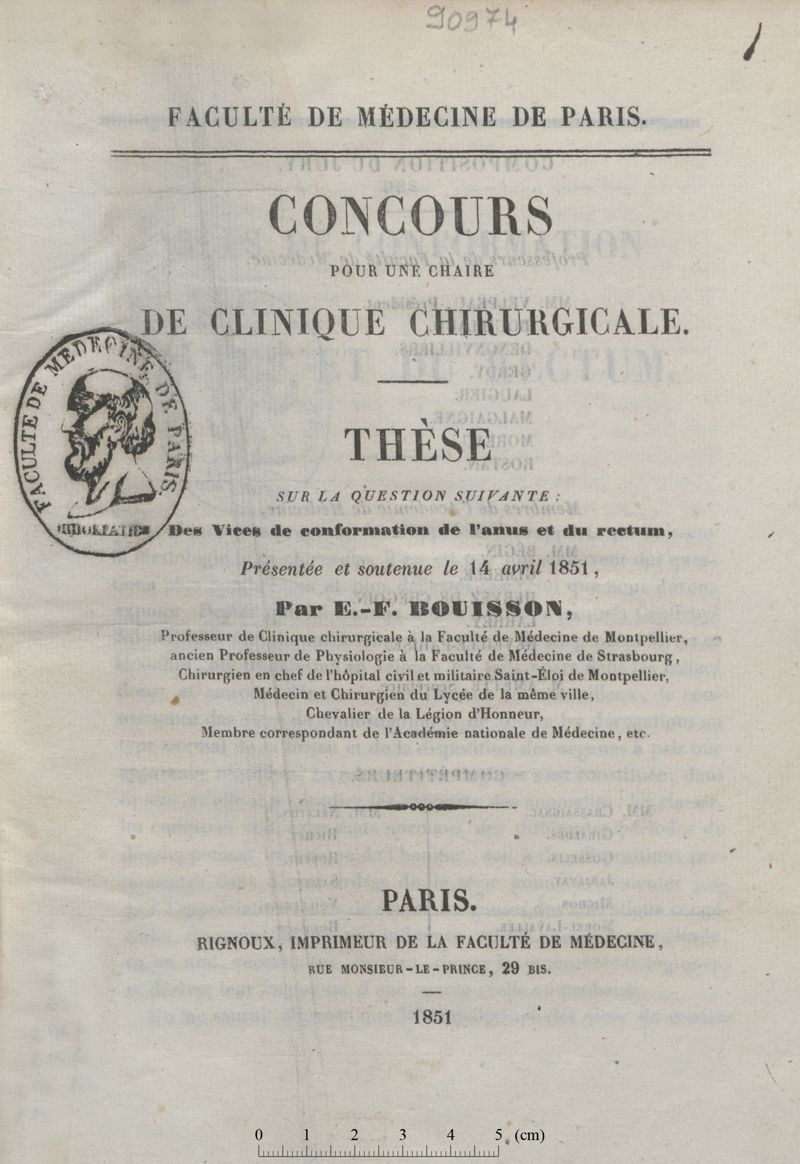 90974
FACULTÉ DE MÉDECINE DE PARIS.
CONCOURS
POUR UNE CHAIRE
DE CLINIQUE CHIRURGICALE.
FACULTE DE MEDECINE DE PARIS.
THÈSE
SUR LA QUESTION SUIVANTE :
Des Vices de conformation de l'anus et du rectum,
Présentée et soutenue le 14 avril 1851,
Par E.-F. BOUISSON,
Professeur de Clinique chirurgicale à la Faculté de Médecine de Montpellier,
ancien Professeur de Physiologie à la Faculté de Médecine de Strasbourg,
Chirurgien en chef de l'hôpital civil et militaire Saint-Éloi de Montpellier,
Médecin et Chirurgien du Lycée de la même ville,
Chevalier de la Légion d'Honneur,
Membre correspondant de l'Académie nationale de Médecine, etc.
PARIS.
RIGNOUX, IMPRIMEUR DE LA FACULTÉ DE MÉDECINE,
RUE MONSIEUR-LE-PRINCE, 29 BIS.
1851
0 1 2 3 4 5 (cm)